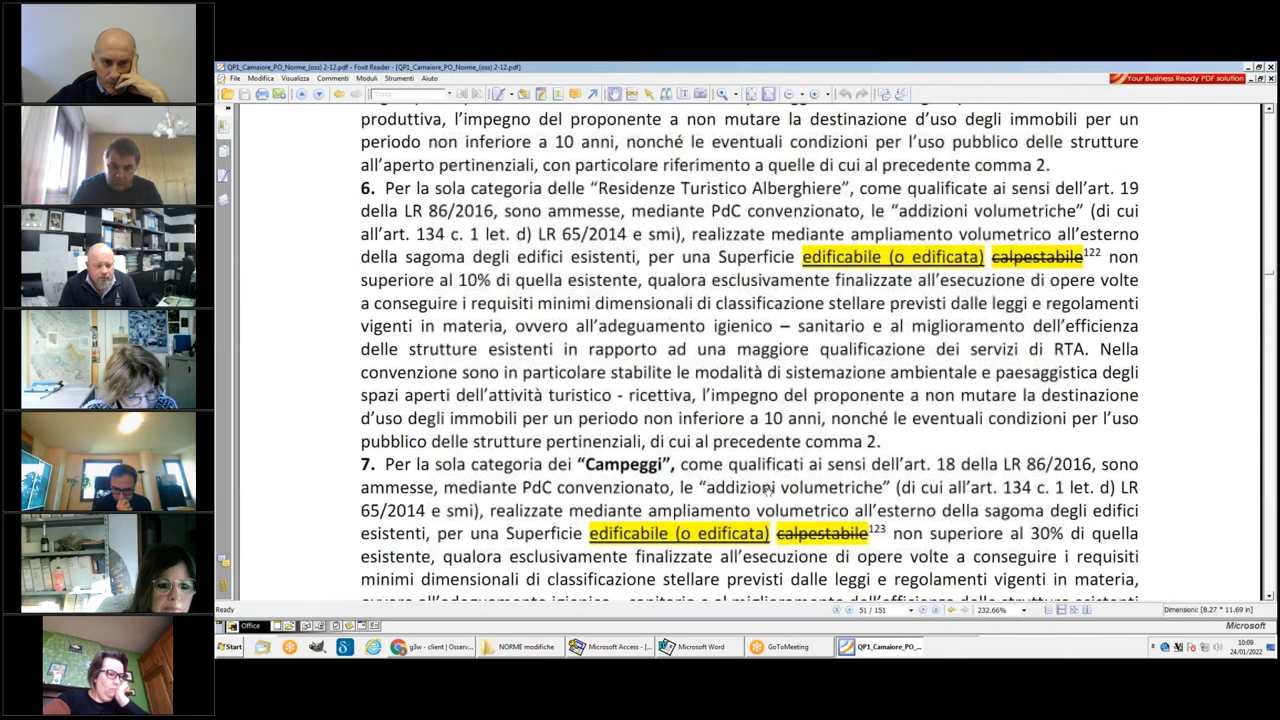 QP1_Camaiore_PO_Norme_(oss) 2-12.pdf - Foxit Reader - [QP1_Camaiore_PO_Norme_(oss) 2-12.pdf]
File Modifica Visualizza Commenti Moduli Strumenti Aiuto
Your Business Ready PDF solution
produttiva, l’impegno del proponente a non mutare la destinazione d’uso degli immobili per un
periodo non inferiore a 10 anni, nonché le eventuali condizioni per l’uso pubblico delle strutture
all’aperto pertinenziali, con particolare riferimento a quelle di cui al precedente comma 2.
6. Per la sola categoria delle “Residenze Turistico Alberghiere”, come qualificate ai sensi dell’art. 19
della LR 86/2016, sono ammesse, mediante PdC convenzionato, le “addizioni volumetriche” (di cui
all’art. 134 c. 1 let. d) LR 65/2014 e smi), realizzate mediante ampliamento volumetrico all’esterno
della sagoma degli edifici esistenti, per una Superficie edificabile (o edificata) calpestabile122 non
superiore al 10% di quella esistente, qualora esclusivamente finalizzate all’esecuzione di opere volte
a conseguire i requisiti minimi dimensionali di classificazione stellare previsti dalle leggi e regolamenti
vigenti in materia, ovvero all’adeguamento igienico – sanitario e al miglioramento dell’efficienza
delle strutture esistenti in rapporto ad una maggiore qualificazione dei servizi di RTA. Nella
convenzione sono in particolare stabilite le modalità di sistemazione ambientale e paesaggistica degli
spazi aperti dell’attività turistico - ricettiva, l’impegno del proponente a non mutare la destinazione
d’uso degli immobili per un periodo non inferiore a 10 anni, nonché le eventuali condizioni per l’uso
pubblico delle strutture pertinenziali, di cui al precedente comma 2.
7. Per la sola categoria dei “Campeggi”, come qualificati ai sensi dell’art. 18 della LR 86/2016, sono
ammesse, mediante PdC convenzionato, le “addizioni volumetriche” (di cui all’art. 134 c. 1 let. d) LR
65/2014 e smi), realizzate mediante ampliamento volumetrico all’esterno della sagoma degli edifici
esistenti, per una Superficie edificabile (o edificata) calpestabile123 non superiore al 30% di quella
esistente, qualora esclusivamente finalizzate all’esecuzione di opere volte a conseguire i requisiti
minimi dimensionali di classificazione stellare previsti dalle leggi e regolamenti vigenti in materia,
Ready 51 / 151 232.66% Dimensioni: [8.27 * 11.69 in]
Office Microsoft
Start g3w - client | Osserv... NORME modifiche Microsoft Access - [... Microsoft Word GoToMeeting QP1_Camaiore_PO_... 10:09
24/01/2022